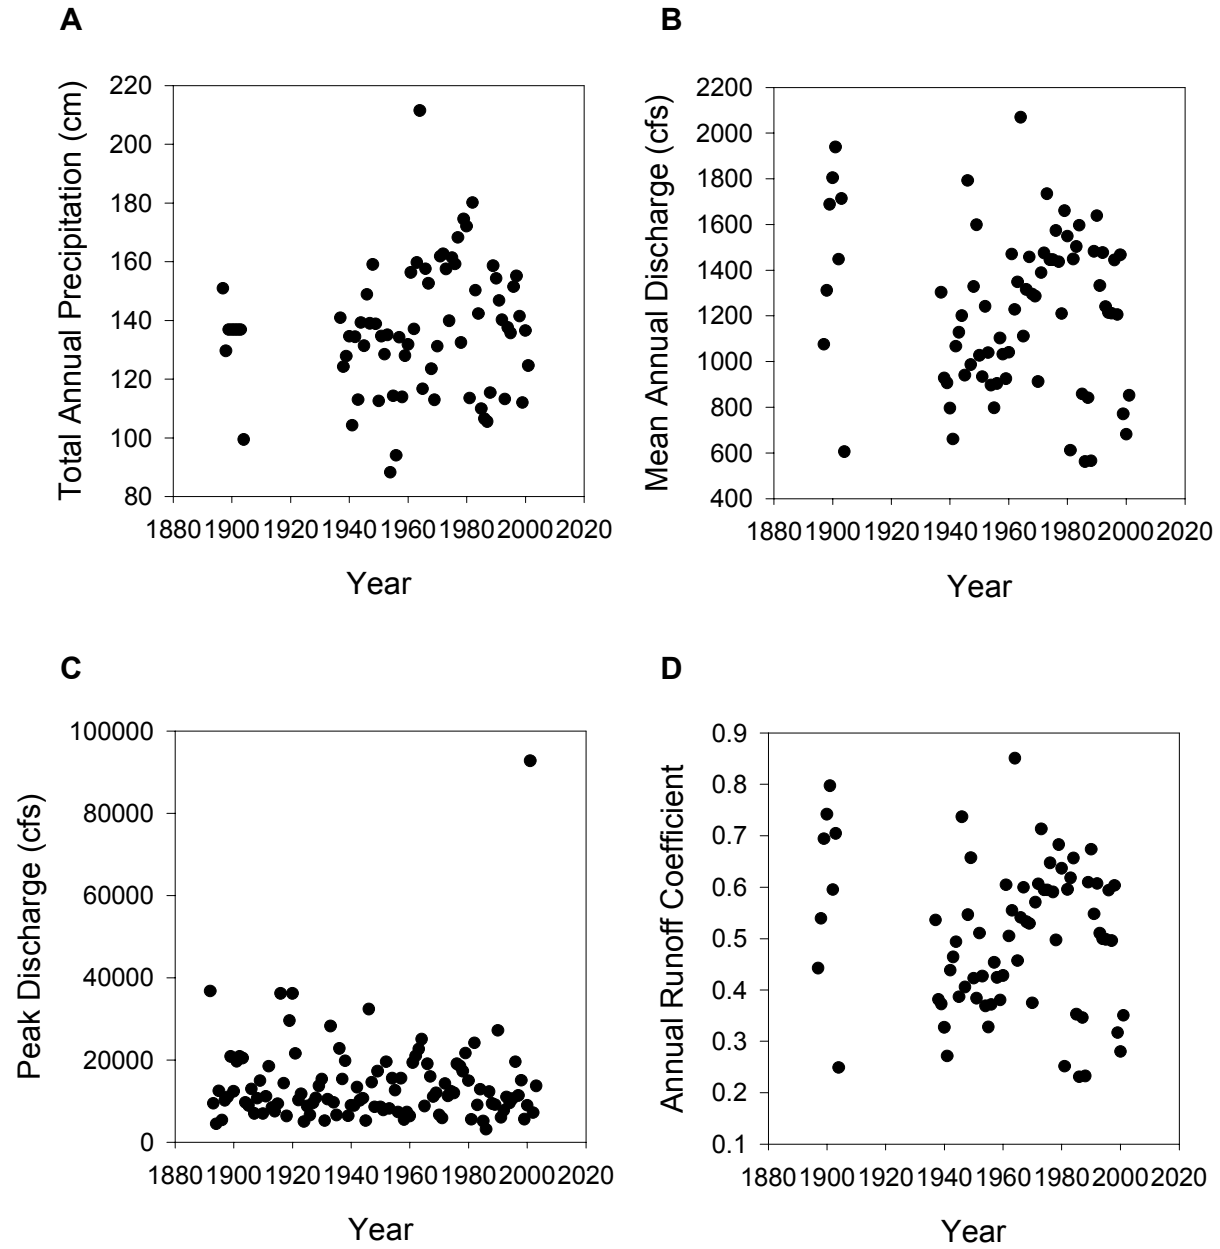 A
B
Total Annual Precipitation (cm)
220
200
180
160
140
120
100
80
1880 1900 1920 1940 1960 1980 2000 2020
Year
Mean Annual Discharge (cfs)
2200
2000
1800
1600
1400
1200
1000
800
600
400
1880 1900 1920 1940 1960 1980 2000 2020
Year
C
D
Peak Discharge (cfs)
100000
80000
60000
40000
20000
0
1880 1900 1920 1940 1960 1980 2000 2020
Year
Annual Runoff Coefficient
0.9
0.8
0.7
0.6
0.5
0.4
0.3
0.2
0.1
1880 1900 1920 1940 1960 1980 2000 2020
Year